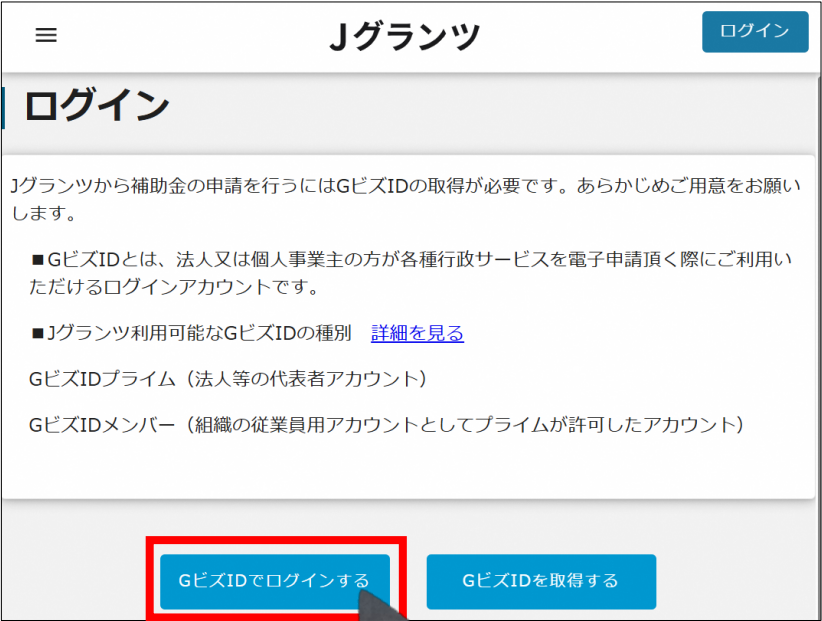 Jグランツ
ログイン
ログイン
Jグランツから補助金の申請を行うにはGビズIDの取得が必要です。あらかじめご用意をお願い
します。
■GビズIDとは、法人又は個人事業主の方が各種行政サービスを電子申請頂く際にご利用い
ただけるログインアカウントです。
■Jグランツ利用可能なGビズIDの種別 詳細を見る
GビズIDプライム（法人等の代表者アカウント）
GビズIDメンバー（組織の従業員用アカウントとしてプライムが許可したアカウント）
GビズIDでログインする
GビズIDを取得する